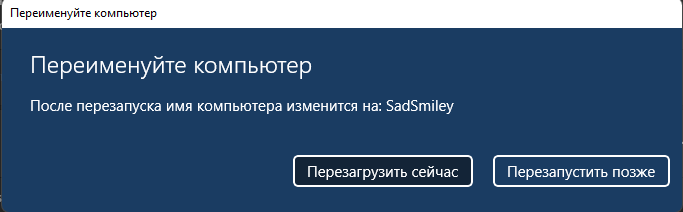 Переименуйте компьютер
Переименуйте компьютер
После перезапуска имя компьютера изменится на: SadSmiley
Перезагрузить сейчас
Перезапустить позже